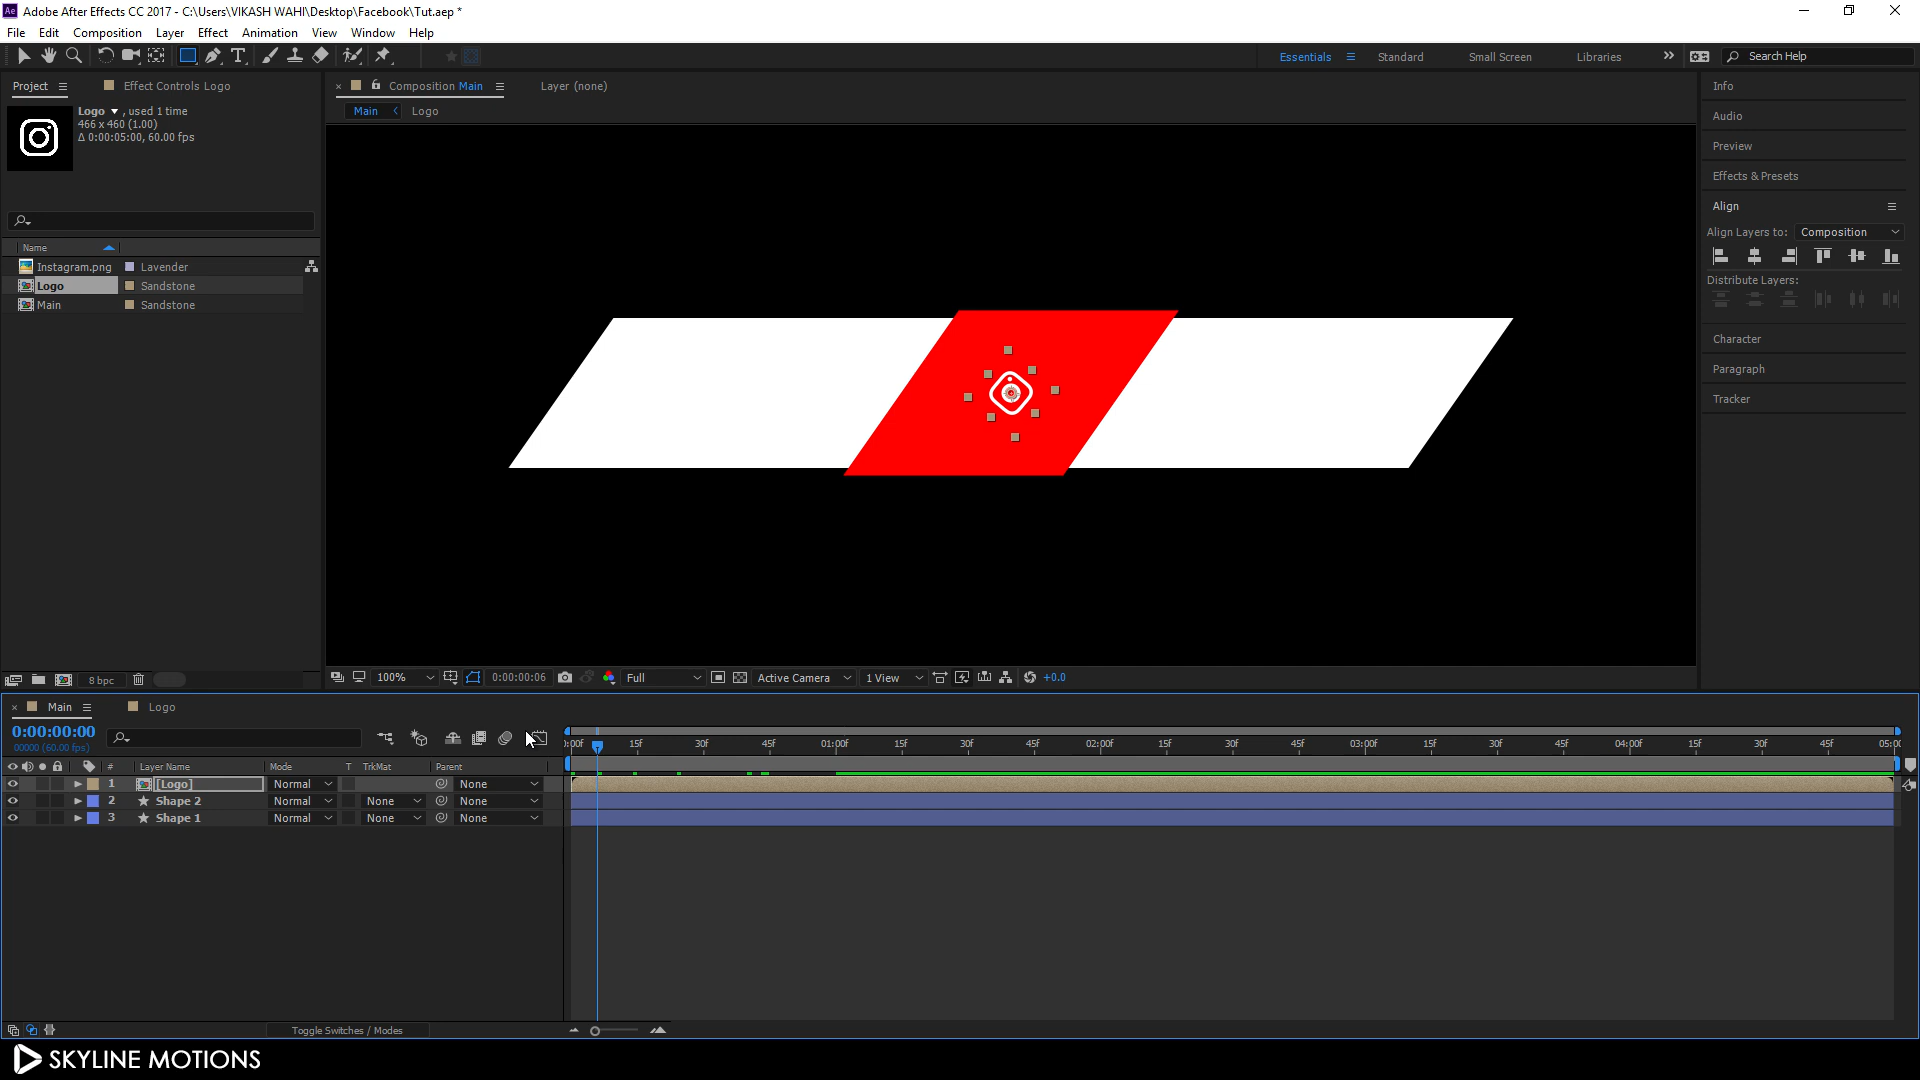 Adobe After Effects CC 2017 - C:\Users\VIKASH WAHI\Desktop\Facebook\Tut.aep *
File Edit Composition Layer Effect Animation View Window Help
Essentials Standard Small Screen Libraries Search Help
Project Effect Controls Logo Composition Main Layer (none) Info
Logo , used 1 time Main Logo
466 x 460 (1.00)
Δ 0:00:05:00, 60.00 fps
Audio
Preview
Effects & Presets
Align
Align Layers to: Composition
Name
Instagram.png Lavender
Logo Sandstone
Main Sandstone
Distribute Layers:
Character
Paragraph
Tracker
8 bpc 100% 0:00:00:06 Full Active Camera 1 View +0.0
Main Logo
0:00:00:00
00000 (60.00 fps)
):00f 15f 30f 45f 01:00f 15f 30f 45f 02:00f 15f 30f 45f 03:00f 15f 30f 45f 04:00f 15f 30f 45f 05:00
# Layer Name Mode T TrkMat Parent
1 [Logo] Normal None
2 Shape 2 Normal None None
3 Shape 1 Normal None None
Toggle Switches / Modes
SKYLINE MOTIONS